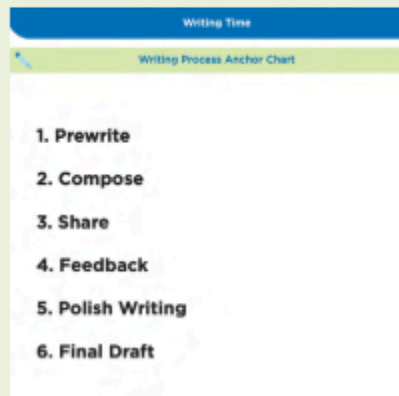 Writing Time
Writing Process Anchor Chart
1. Prewrite
2. Compose
3. Share
4. Feedback
5. Polish Writing
6. Final Draft